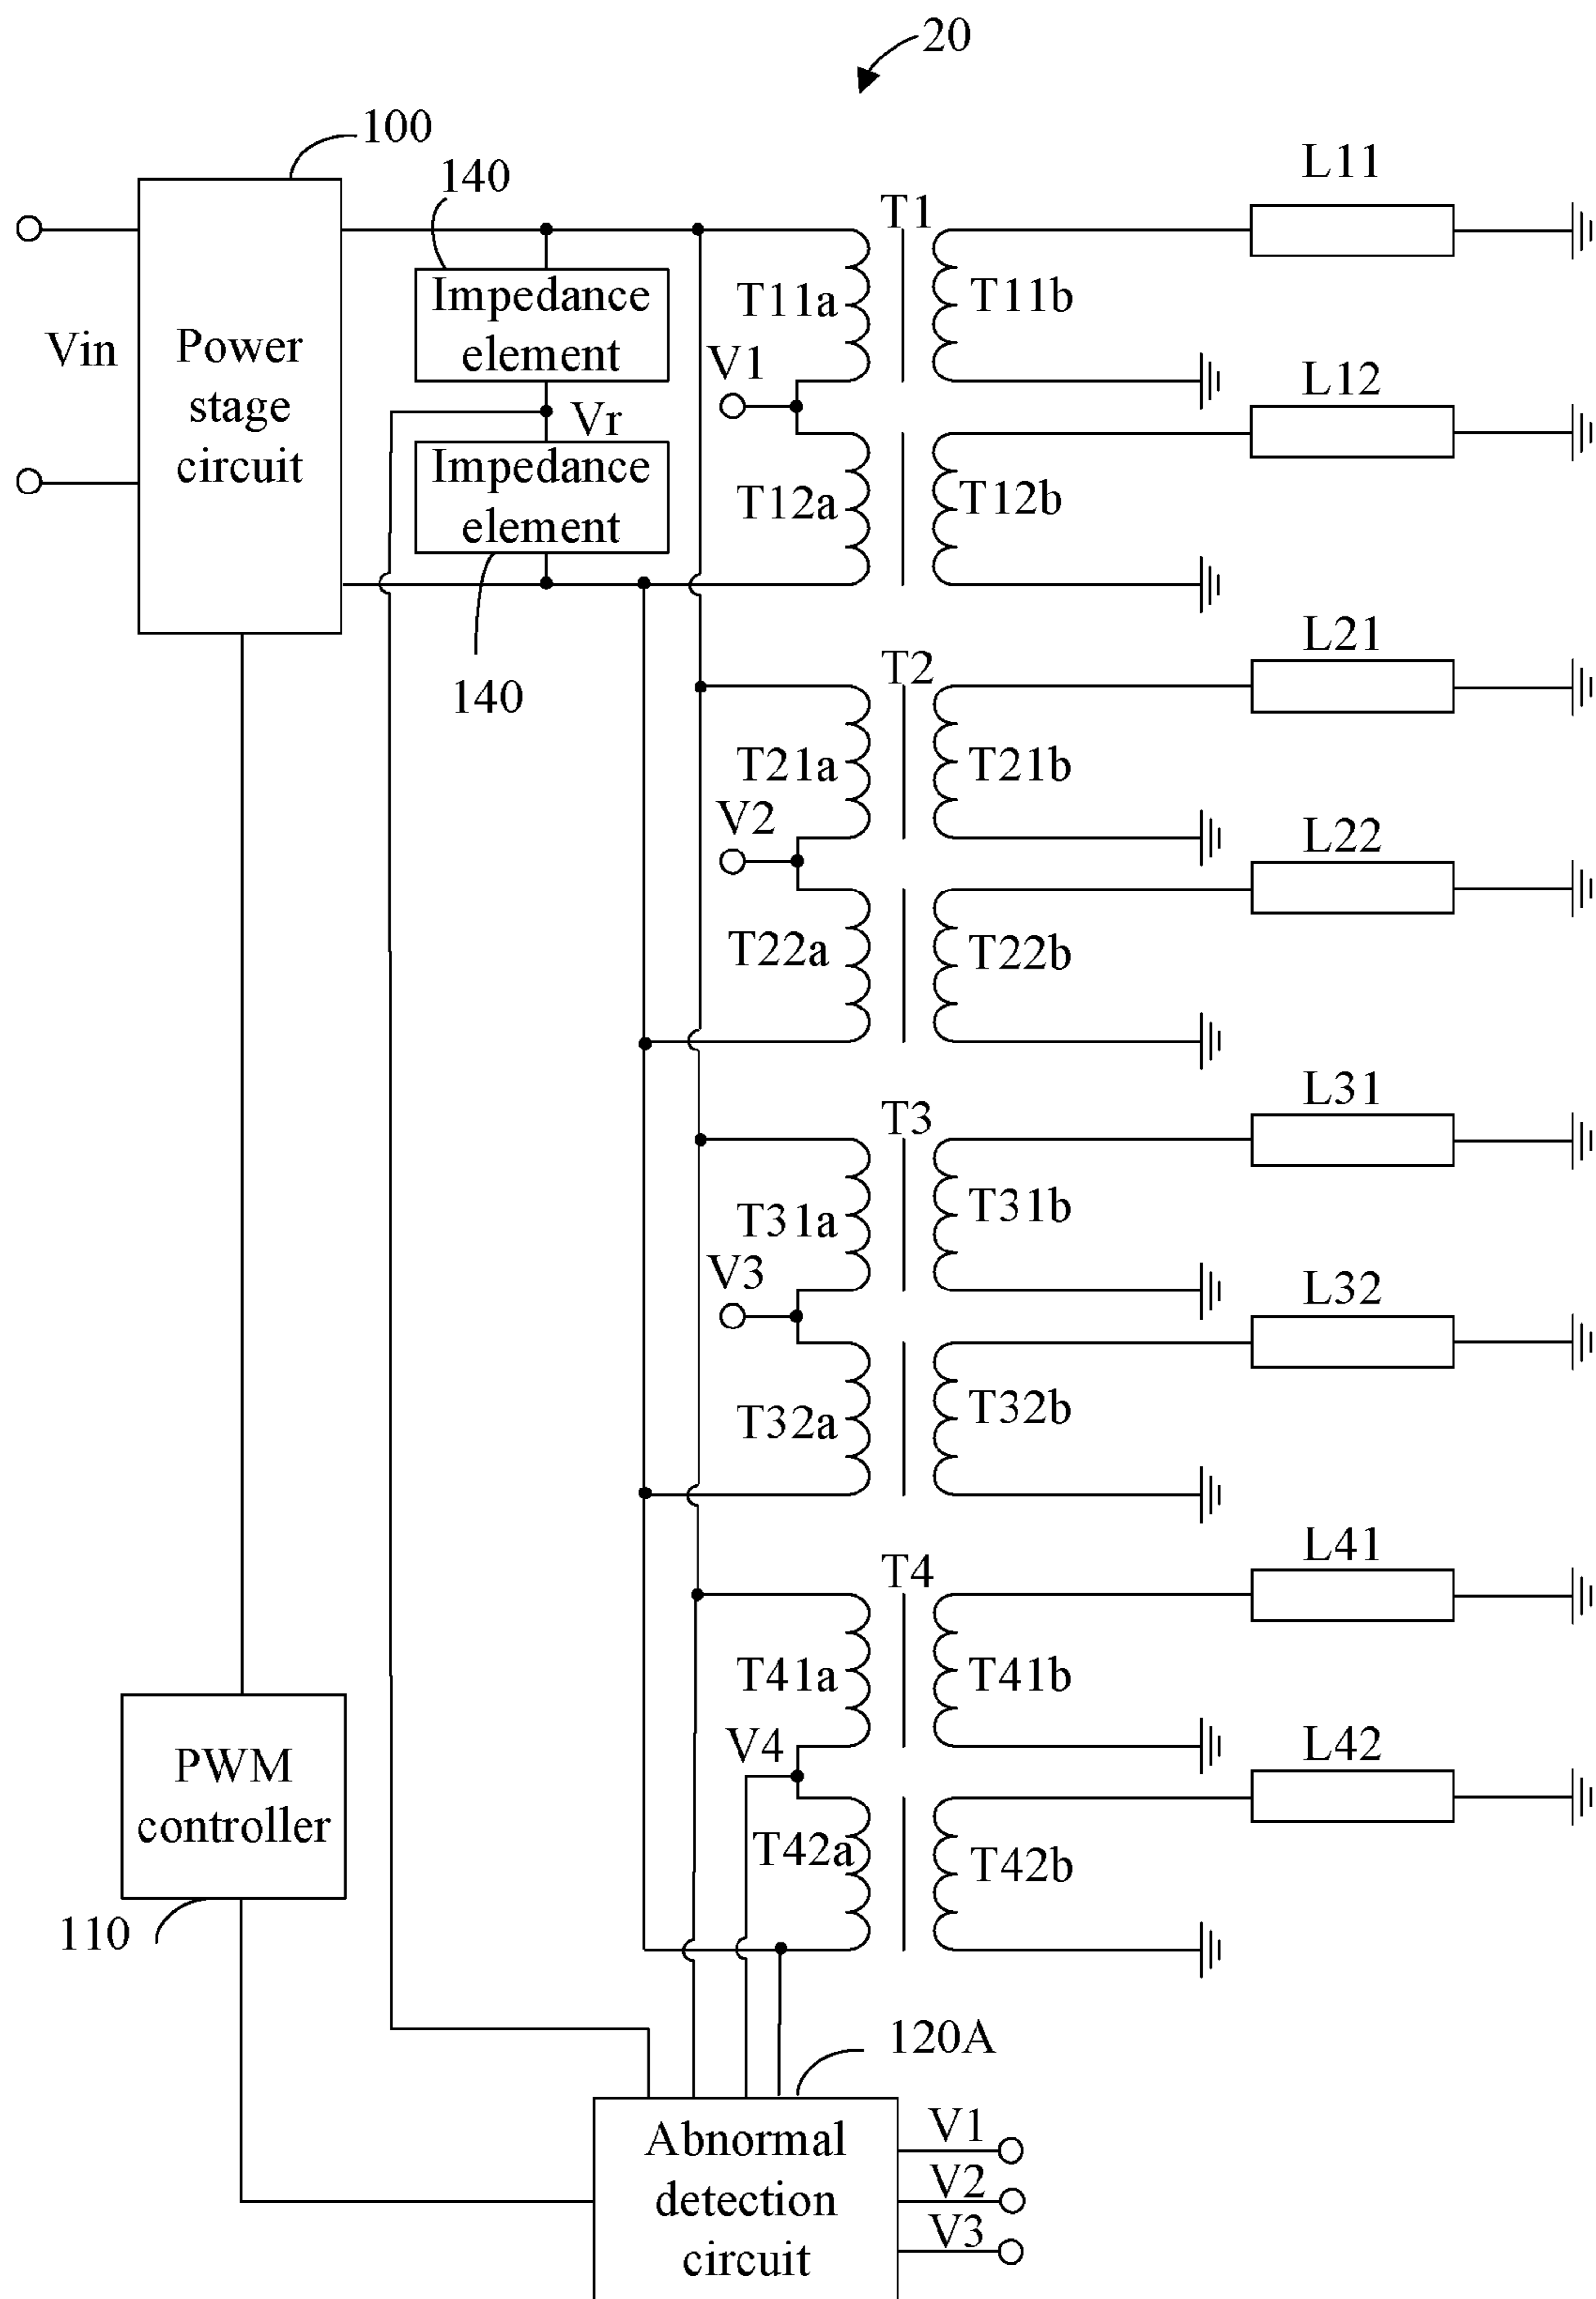 20
100
140
L11
T1
Impedance
element
T11a
T11b
Vin
Power
stage
circuit
V1
L12
Vr
Impedance
element
T12a
T12b
140
T2
L21
T21a
T21b
V2
L22
T22a
T22b
T3
L31
T31a
T31b
V3
L32
T32a
T32b
T4
L41
T41a
T41b
V4
L42
PWM
controller
T42a
T42b
110
120A
Abnormal
detection
circuit
V1
V2
V3